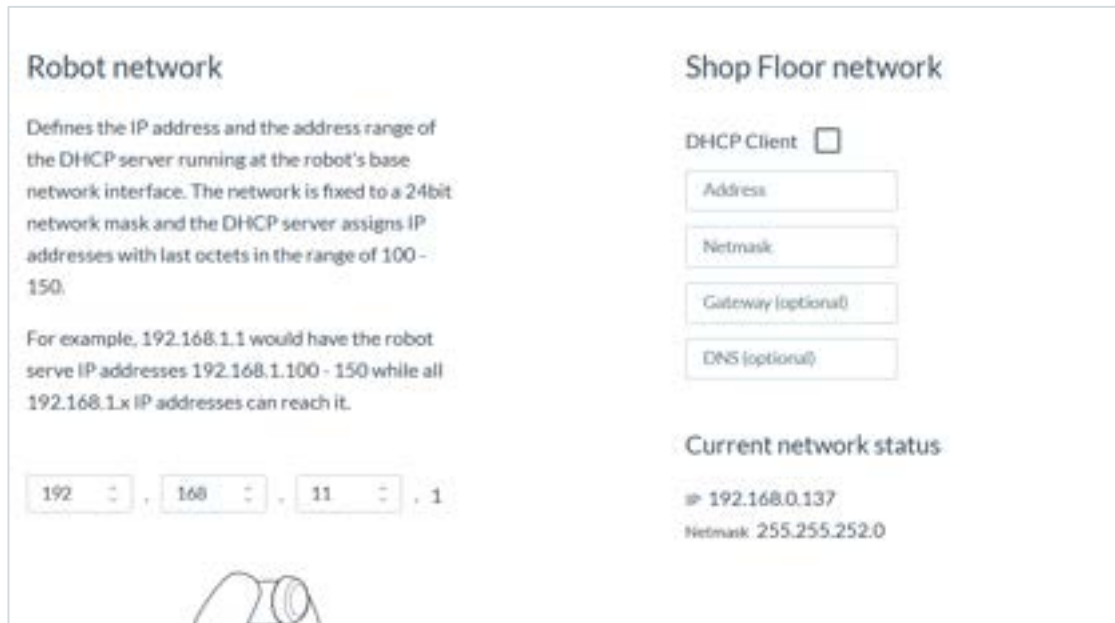 Robot network
Defines the IP address and the address range of
the DHCP server running at the robot's base
network interface. The network is fixed to a 24bit
network mask and the DHCP server assigns IP
addresses with last octets in the range of 100 -
150.
For example, 192.168.1.1 would have the robot
serve IP addresses 192.168.1.100 - 150 while all
192.168.1.x IP addresses can reach it.
192 . 168 . 11 . 1
Shop Floor network
DHCP Client
Address
Netmask
Gateway (optional)
DNS (optional)
Current network status
IP 192.168.0.137
Netmask 255.255.252.0